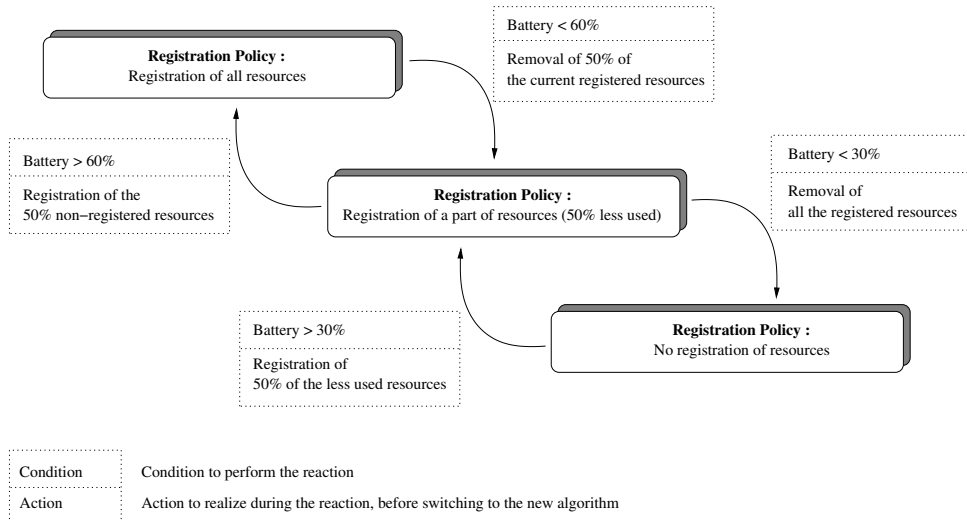 Battery < 60%
Removal of 50% of
the current registered resources
Registration Policy :
Registration of all resources
Battery > 60%
Registration of the
50% non−registered resources
Battery < 30%
Removal of
all the registered resources
Registration Policy :
Registration of a part of resources (50% less used)
Battery > 30%
Registration of
50% of the less used resources
Registration Policy :
No registration of resources
Condition Condition to perform the reaction
Action Action to realize during the reaction, before switching to the new algorithm